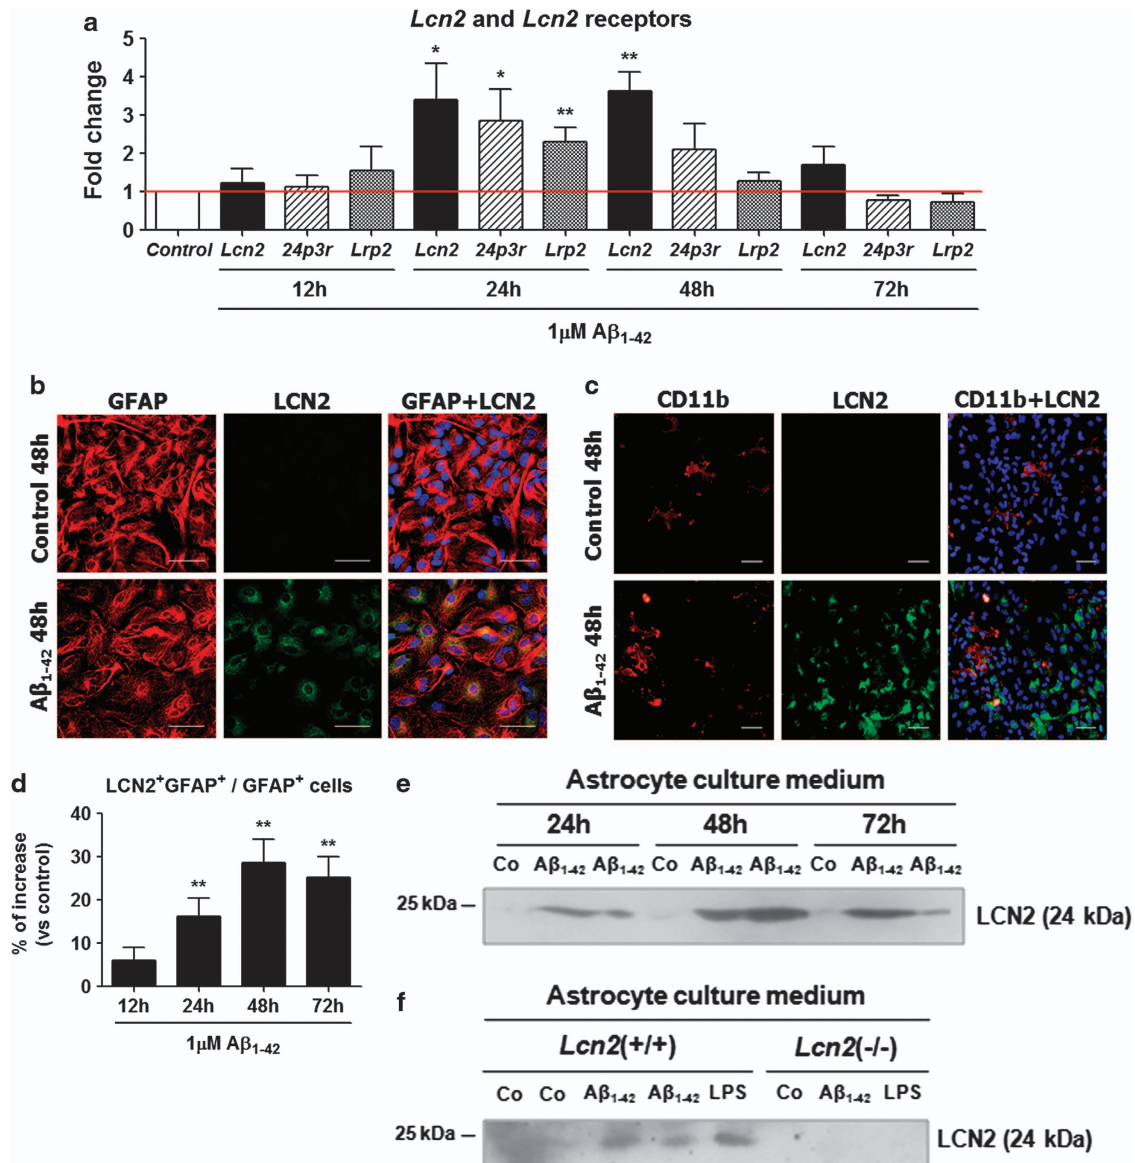 a
Lcn2 and Lcn2 receptors
Fold change
5
4
3
2
1
0
* * ** **
Control Lcn2 24p3r Lrp2 Lcn2 24p3r Lrp2 Lcn2 24p3r Lrp2 Lcn2 24p3r Lrp2
12h 24h 48h 72h
1μM Aβ1-42
b
GFAP LCN2 GFAP+LCN2
Control 48h
Aβ1-42 48h
c
CD11b LCN2 CD11b+LCN2
Control 48h
Aβ1-42 48h
d
LCN2+GFAP+ / GFAP+ cells
% of increase
(vs control)
40
30
20
10
0
** ** **
12h 24h 48h 72h
1μM Aβ1-42
e
Astrocyte culture medium
24h 48h 72h
Co Aβ1-42 Aβ1-42 Co Aβ1-42 Aβ1-42 Co Aβ1-42 Aβ1-42
25 kDa
LCN2 (24 kDa)
f
Astrocyte culture medium
Lcn2(+/+) Lcn2(-/-)
Co Co Aβ1-42 Aβ1-42 LPS Co Aβ1-42 LPS
25 kDa
LCN2 (24 kDa)